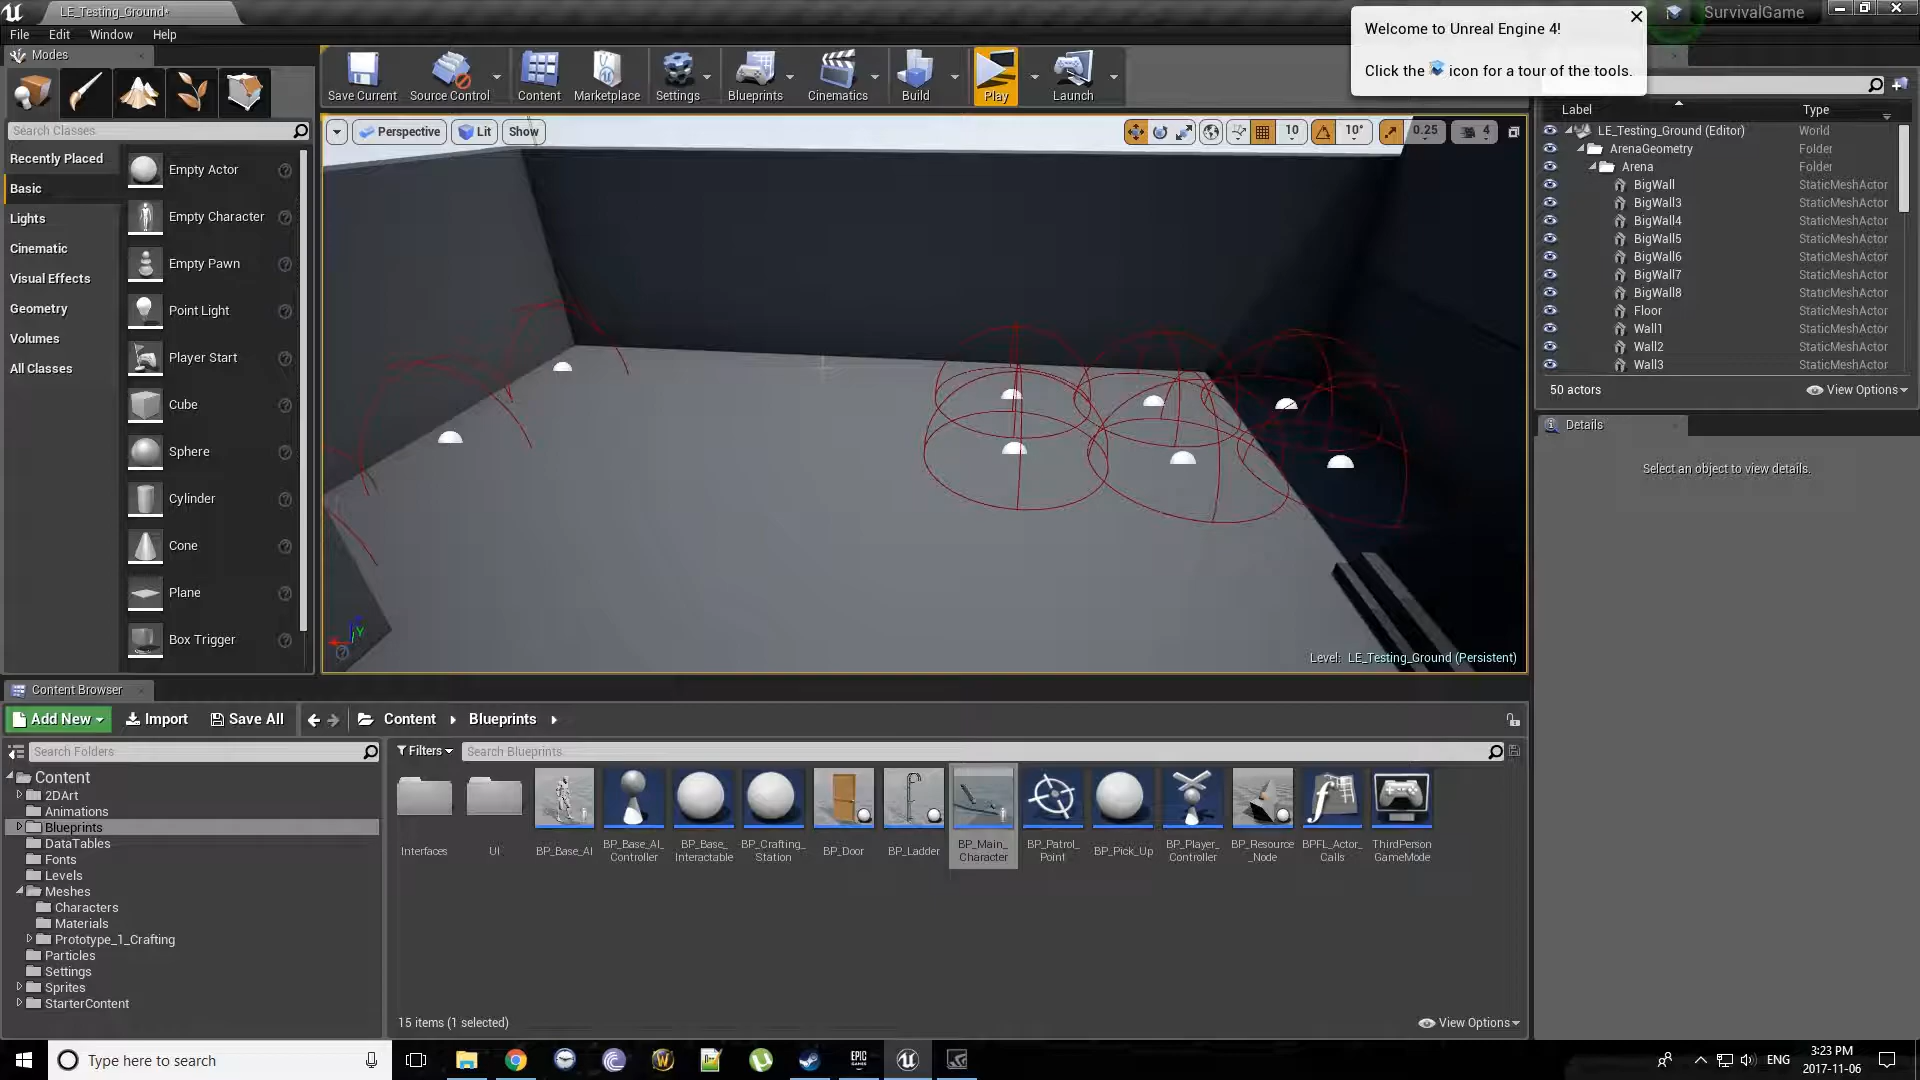 LE_Testing_Ground*
SurvivalGame
File Edit Window Help
Welcome to Unreal Engine 4!
Click the icon for a tour of the tools.
Modes
Save Current
Source Control
Content
Marketplace
Settings
Blueprints
Cinematics
Build
Play
Launch
Search Classes
Recently Placed
Basic
Lights
Cinematic
Visual Effects
Geometry
Volumes
All Classes
Empty Actor
Empty Character
Empty Pawn
Point Light
Player Start
Cube
Sphere
Cylinder
Cone
Plane
Box Trigger
Perspective
Lit
Show
10
10°
0.25
4
Level: LE_Testing_Ground (Persistent)
Label Type
LE_Testing_Ground (Editor) World
ArenaGeometry Folder
Arena Folder
BigWall StaticMeshActor
BigWall3 StaticMeshActor
BigWall4 StaticMeshActor
BigWall5 StaticMeshActor
BigWall6 StaticMeshActor
BigWall7 StaticMeshActor
BigWall8 StaticMeshActor
Floor StaticMeshActor
Wall1 StaticMeshActor
Wall2 StaticMeshActor
Wall3 StaticMeshActor
50 actors
View Options
Details
Select an object to view details.
Content Browser
Add New
Import
Save All
Content
Blueprints
Search Folders
Filters
Search Blueprints
Content
2DArt
Animations
Blueprints
DataTables
Fonts
Levels
Meshes
Characters
Materials
Prototype_1_Crafting
Particles
Settings
Sprites
StarterContent
Interfaces
UI
BP_Base_AI
BP_Base_AI_
Controller
BP_Base_
Interactable
BP_Crafting_
Station
BP_Door
BP_Ladder
BP_Main_
Character
BP_Patrol_
Point
BP_Pick_Up
BP_Player_
Controller
BP_Resource
_Node
BPFL_Actor_
Calls
ThirdPerson
GameMode
15 items (1 selected)
View Options
Type here to search
EPIC
GAMES
ENG
3:23 PM
2017-11-06